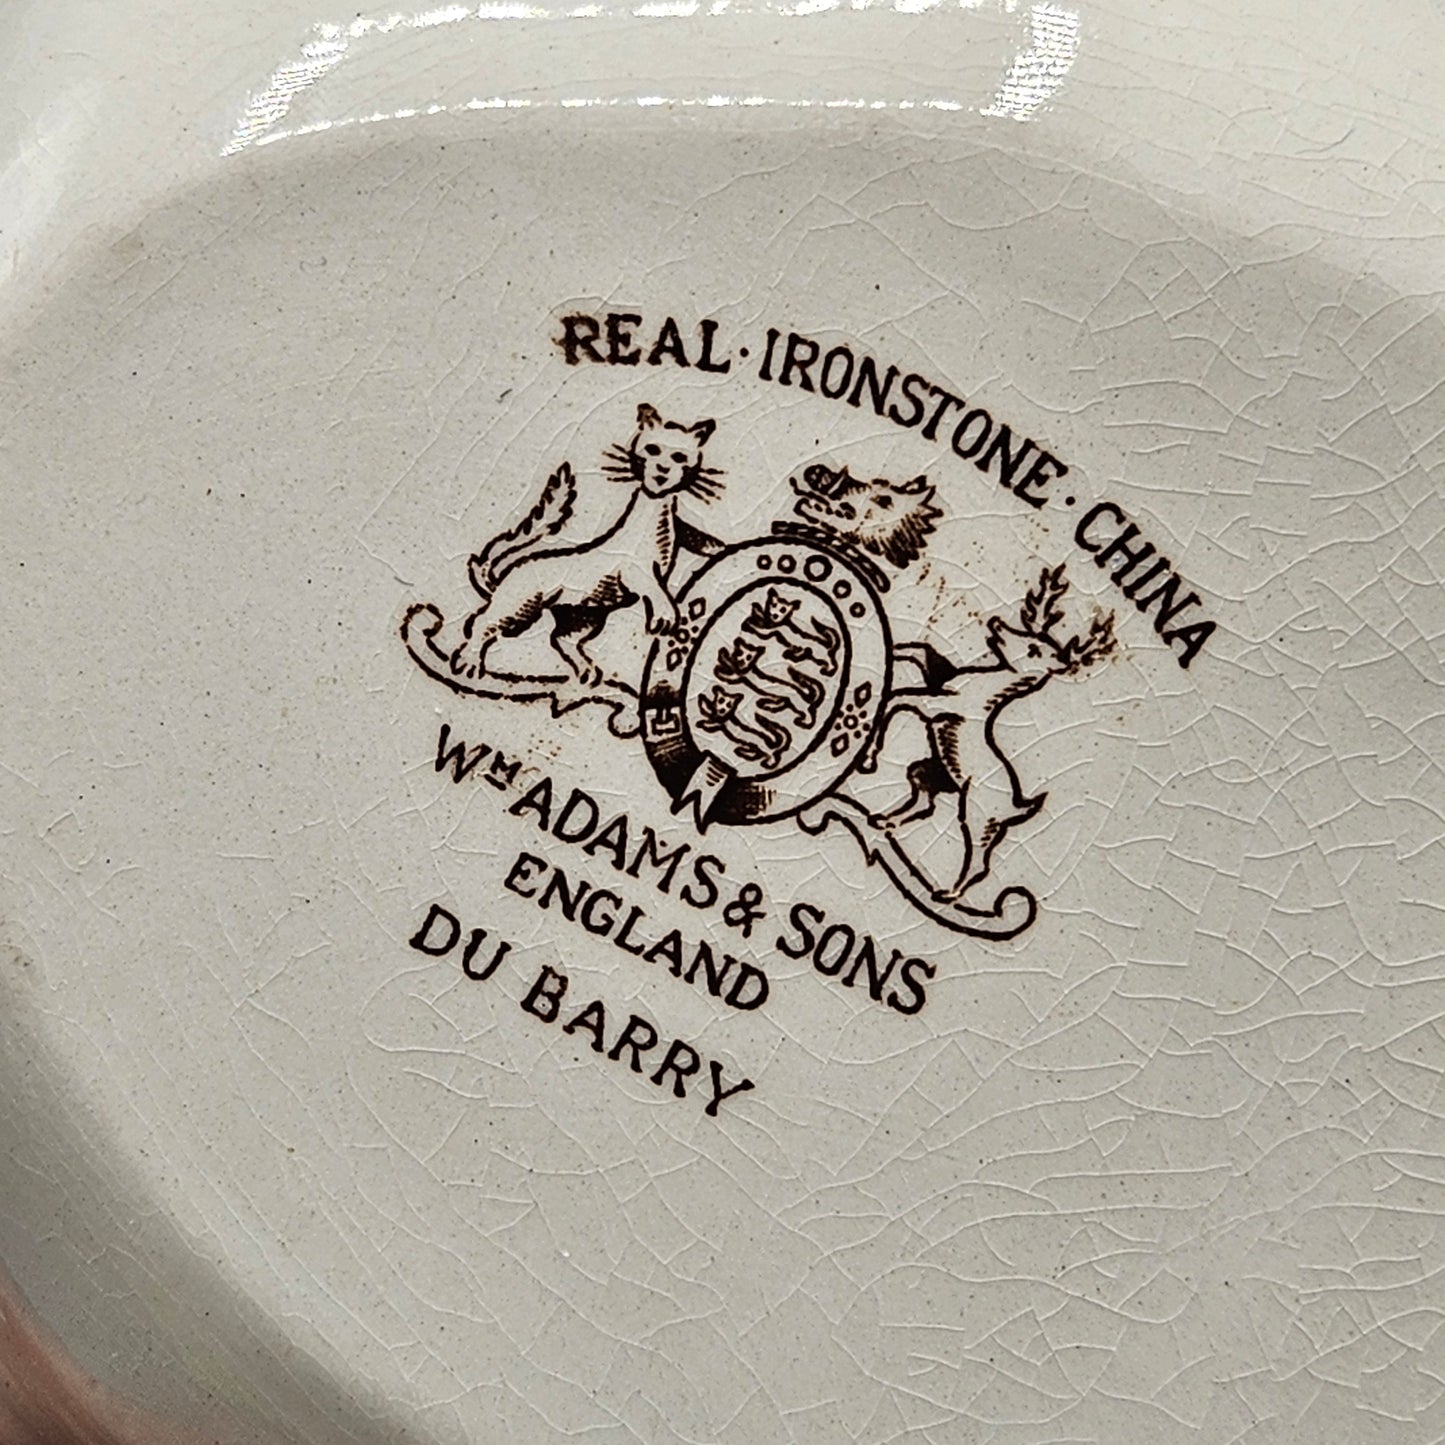 REAL · IRONSTONE · CHINA
Wᴹ ADAMS & SONS
ENGLAND
DU BARRY